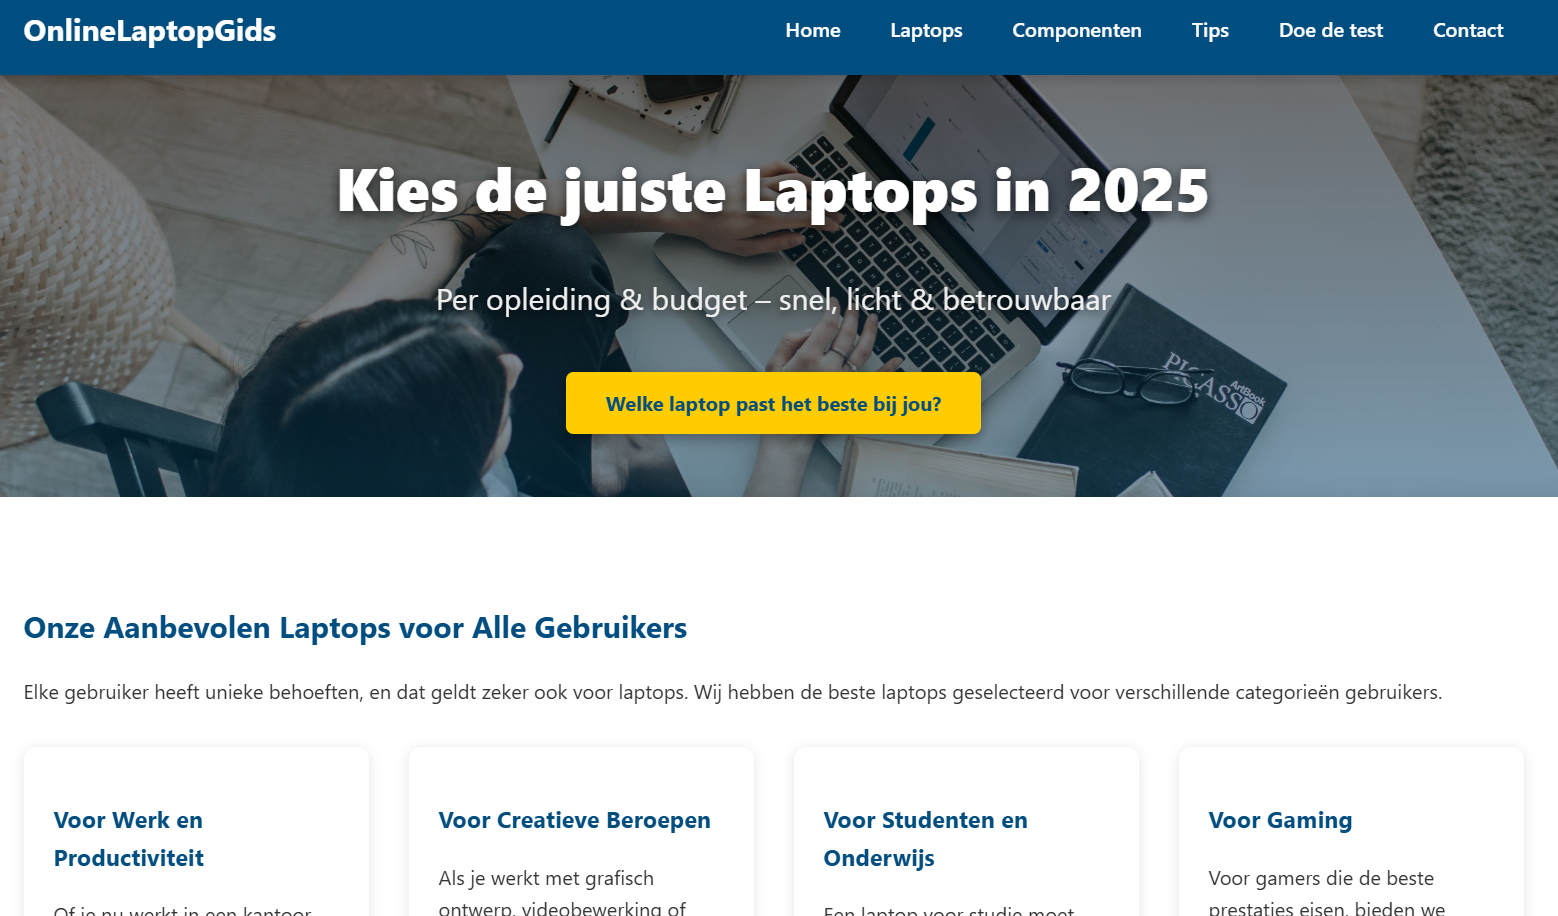 OnlineLaptopGids
Home Laptops Componenten Tips Doe de test Contact
Kies de juiste Laptops in 2025
Per opleiding & budget – snel, licht & betrouwbaar
Welke laptop past het beste bij jou?
PICASSO
ArtBook
Onze Aanbevolen Laptops voor Alle Gebruikers
Elke gebruiker heeft unieke behoeften, en dat geldt zeker ook voor laptops. Wij hebben de beste laptops geselecteerd voor verschillende categorieën gebruikers.
Voor Werk en
Productiviteit
Of je nu werkt in een kantoor
Voor Creatieve Beroepen
Als je werkt met grafisch
ontwerp, videobewerking of
Voor Studenten en
Onderwijs
Een laptop voor studie moet
Voor Gaming
Voor gamers die de beste
prestaties eisen, bieden we